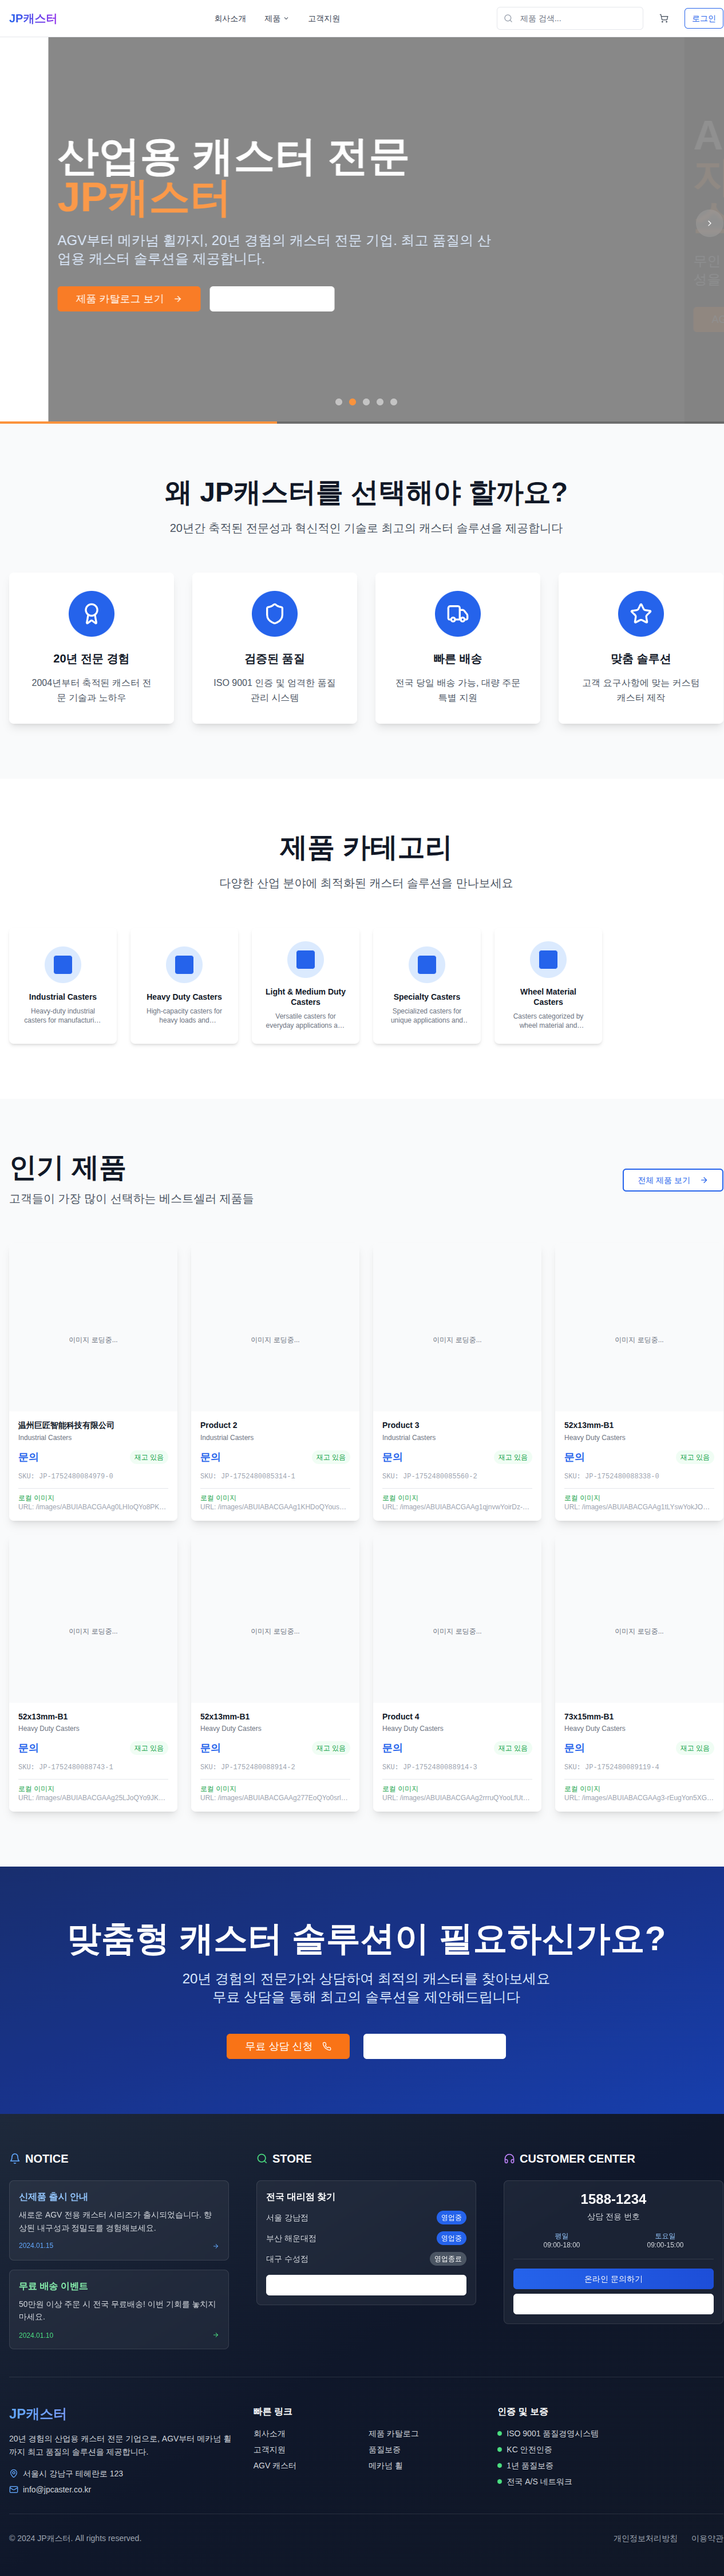 JP캐스터
회사소개
제품
고객지원
제품 검색...
로그인
산업용 캐스터 전문
JP캐스터
AGV부터 메카넘 휠까지, 20년 경험의 캐스터 전문 기업. 최고 품질의 산
업용 캐스터 솔루션을 제공합니다.
제품 카탈로그 보기
왜 JP캐스터를 선택해야 할까요?
20년간 축적된 전문성과 혁신적인 기술로 최고의 캐스터 솔루션을 제공합니다
20년 전문 경험
2004년부터 축적된 캐스터 전
문 기술과 노하우
검증된 품질
ISO 9001 인증 및 엄격한 품질
관리 시스템
빠른 배송
전국 당일 배송 가능, 대량 주문
특별 지원
맞춤 솔루션
고객 요구사항에 맞는 커스텀
캐스터 제작
제품 카테고리
다양한 산업 분야에 최적화된 캐스터 솔루션을 만나보세요
Industrial Casters
Heavy-duty industrial
casters for manufacturi...
Heavy Duty Casters
High-capacity casters for
heavy loads and...
Light & Medium Duty
Casters
Versatile casters for
everyday applications a...
Specialty Casters
Specialized casters for
unique applications and..
Wheel Material
Casters
Casters categorized by
wheel material and...
인기 제품
고객들이 가장 많이 선택하는 베스트셀러 제품들
전체 제품 보기
이미지 로딩중...
이미지 로딩중...
이미지 로딩중...
이미지 로딩중...
温州巨匠智能科技有限公司
Industrial Casters
문의
재고 있음
SKU: JP-1752480084979-0
로컬 이미지
URL: /images/ABUIABACGAAg0LHIoQYo8PK...
Product 2
Industrial Casters
문의
재고 있음
SKU: JP-1752480085314-1
로컬 이미지
URL: /images/ABUIABACGAAg1KHDoQYous...
Product 3
Industrial Casters
문의
재고 있음
SKU: JP-1752480085560-2
로컬 이미지
URL: /images/ABUIABACGAAg1qjnvwYoirDz-...
52x13mm-B1
Heavy Duty Casters
문의
재고 있음
SKU: JP-1752480088338-0
로컬 이미지
URL: /images/ABUIABACGAAg1tLYswYokJO...
이미지 로딩중...
이미지 로딩중...
이미지 로딩중...
이미지 로딩중...
52x13mm-B1
Heavy Duty Casters
문의
재고 있음
SKU: JP-1752480088743-1
로컬 이미지
URL: /images/ABUIABACGAAg25LJoQYo9JK...
52x13mm-B1
Heavy Duty Casters
문의
재고 있음
SKU: JP-1752480088914-2
로컬 이미지
URL: /images/ABUIABACGAAg277EoQYo0srl...
Product 4
Heavy Duty Casters
문의
재고 있음
SKU: JP-1752480088914-3
로컬 이미지
URL: /images/ABUIABACGAAg2rrruQYooLfUt...
73x15mm-B1
Heavy Duty Casters
문의
재고 있음
SKU: JP-1752480089119-4
로컬 이미지
URL: /images/ABUIABACGAAg3-rEugYon5XG...
맞춤형 캐스터 솔루션이 필요하신가요?
20년 경험의 전문가와 상담하여 최적의 캐스터를 찾아보세요
무료 상담을 통해 최고의 솔루션을 제안해드립니다
무료 상담 신청
NOTICE
신제품 출시 안내
새로운 AGV 전용 캐스터 시리즈가 출시되었습니다. 향
상된 내구성과 정밀도를 경험해보세요.
2024.01.15
무료 배송 이벤트
50만원 이상 주문 시 전국 무료배송! 이번 기회를 놓치지
마세요.
2024.01.10
STORE
전국 대리점 찾기
서울 강남점
영업중
부산 해운대점
영업중
대구 수성점
영업종료
CUSTOMER CENTER
1588-1234
상담 전용 번호
평일
09:00-18:00
토요일
09:00-15:00
온라인 문의하기
JP캐스터
20년 경험의 산업용 캐스터 전문 기업으로, AGV부터 메카넘 휠
까지 최고 품질의 솔루션을 제공합니다.
서울시 강남구 테헤란로 123
info@jpcaster.co.kr
빠른 링크
회사소개
제품 카탈로그
고객지원
품질보증
AGV 캐스터
메카넘 휠
인증 및 보증
ISO 9001 품질경영시스템
KC 안전인증
1년 품질보증
전국 A/S 네트워크
© 2024 JP캐스터. All rights reserved.
개인정보처리방침
이용약관